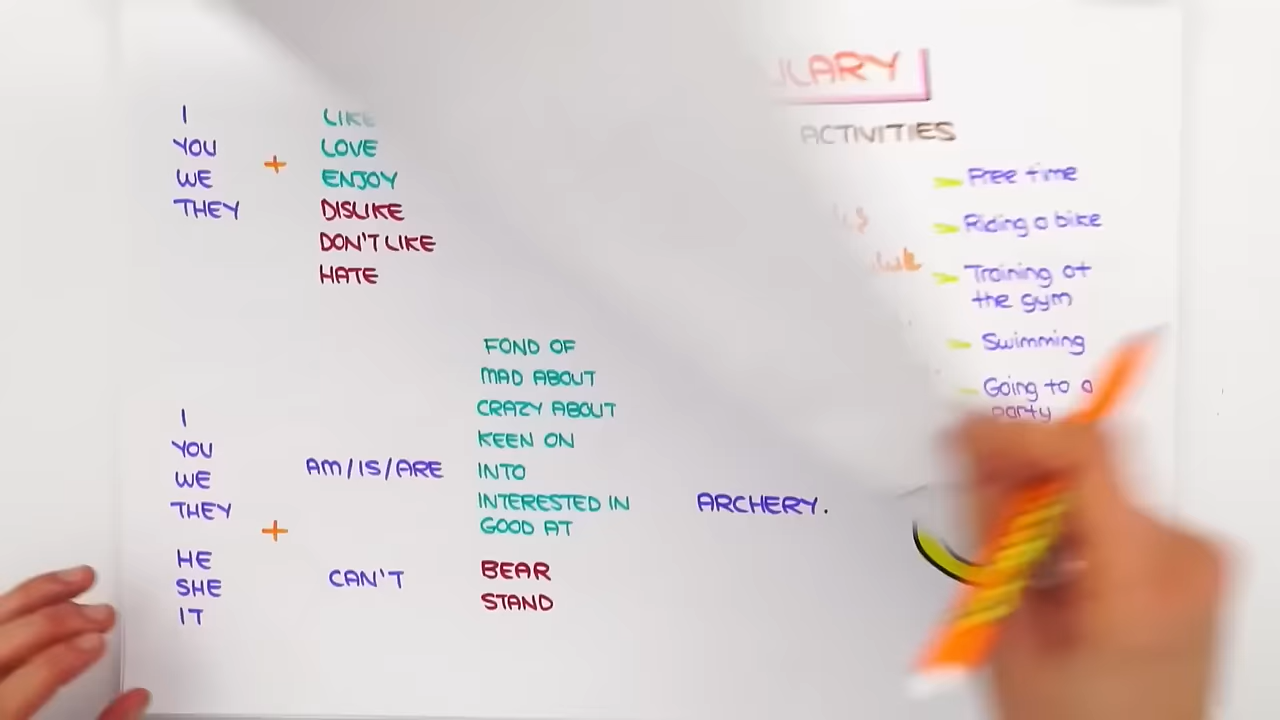 I
YOU
WE
THEY
+
LIKE
LOVE
ENJOY
DISLIKE
DON'T LIKE
HATE
I
YOU
WE
THEY
HE
SHE
IT
+
AM/IS/ARE
CAN'T
FOND OF
MAD ABOUT
CRAZY ABOUT
KEEN ON
INTO
INTERESTED IN
GOOD AT
BEAR
STAND
ARCHERY.
ACTIVITIES
Free time
Riding a bike
Training at
the gym
Swimming
Going to a
party